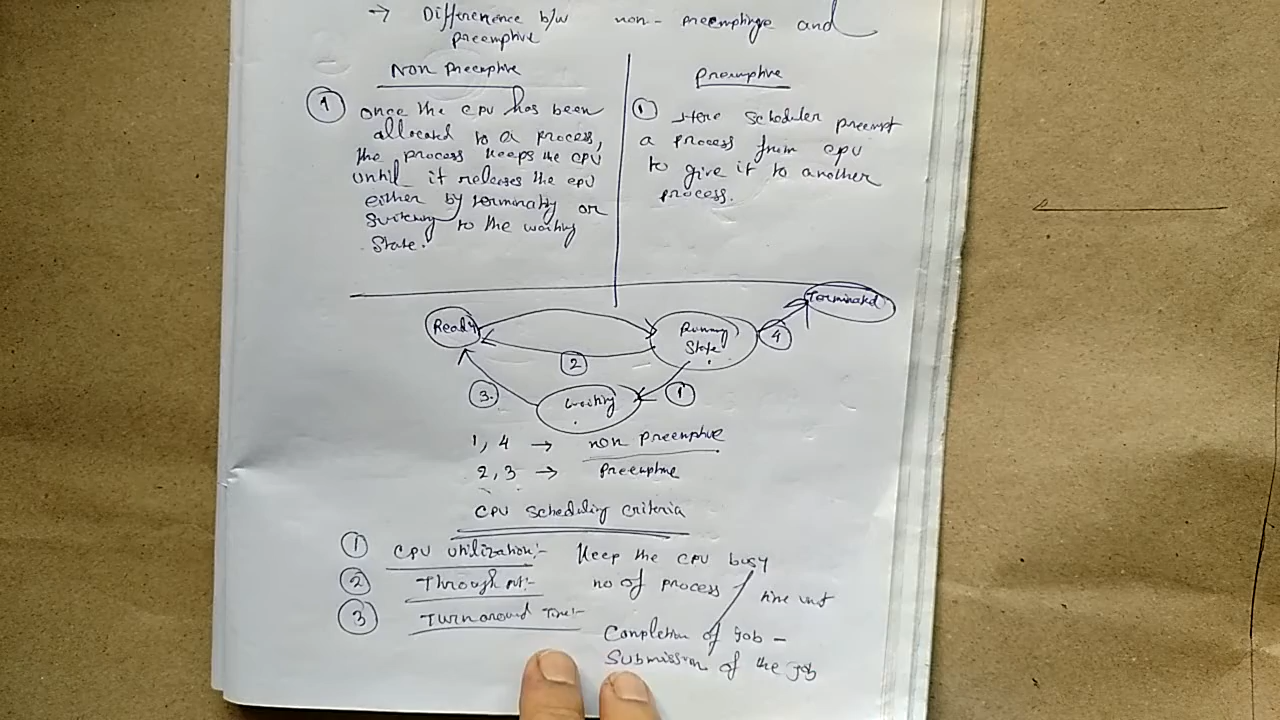 → Difference b/w non-preemptive and
preemptive
Non Preemptive
① once the CPU has been
allocated to a process,
the process keeps the CPU
until it releases the CPU
either by terminating or
switching to the waiting
state.
Preemptive
① Here scheduler preempt
a process from CPU
to give it to another
process.
Terminated
Ready
Running
State
4
2
3.
waiting
1
1, 4 → non Preemptive
2, 3 → Preemptive
CPU scheduling criteria
① CPU utilization:- Keep the CPU busy
② Through put:- no of process / time unit
③ Turnaround Time:-
Completion of job -
Submission of the job